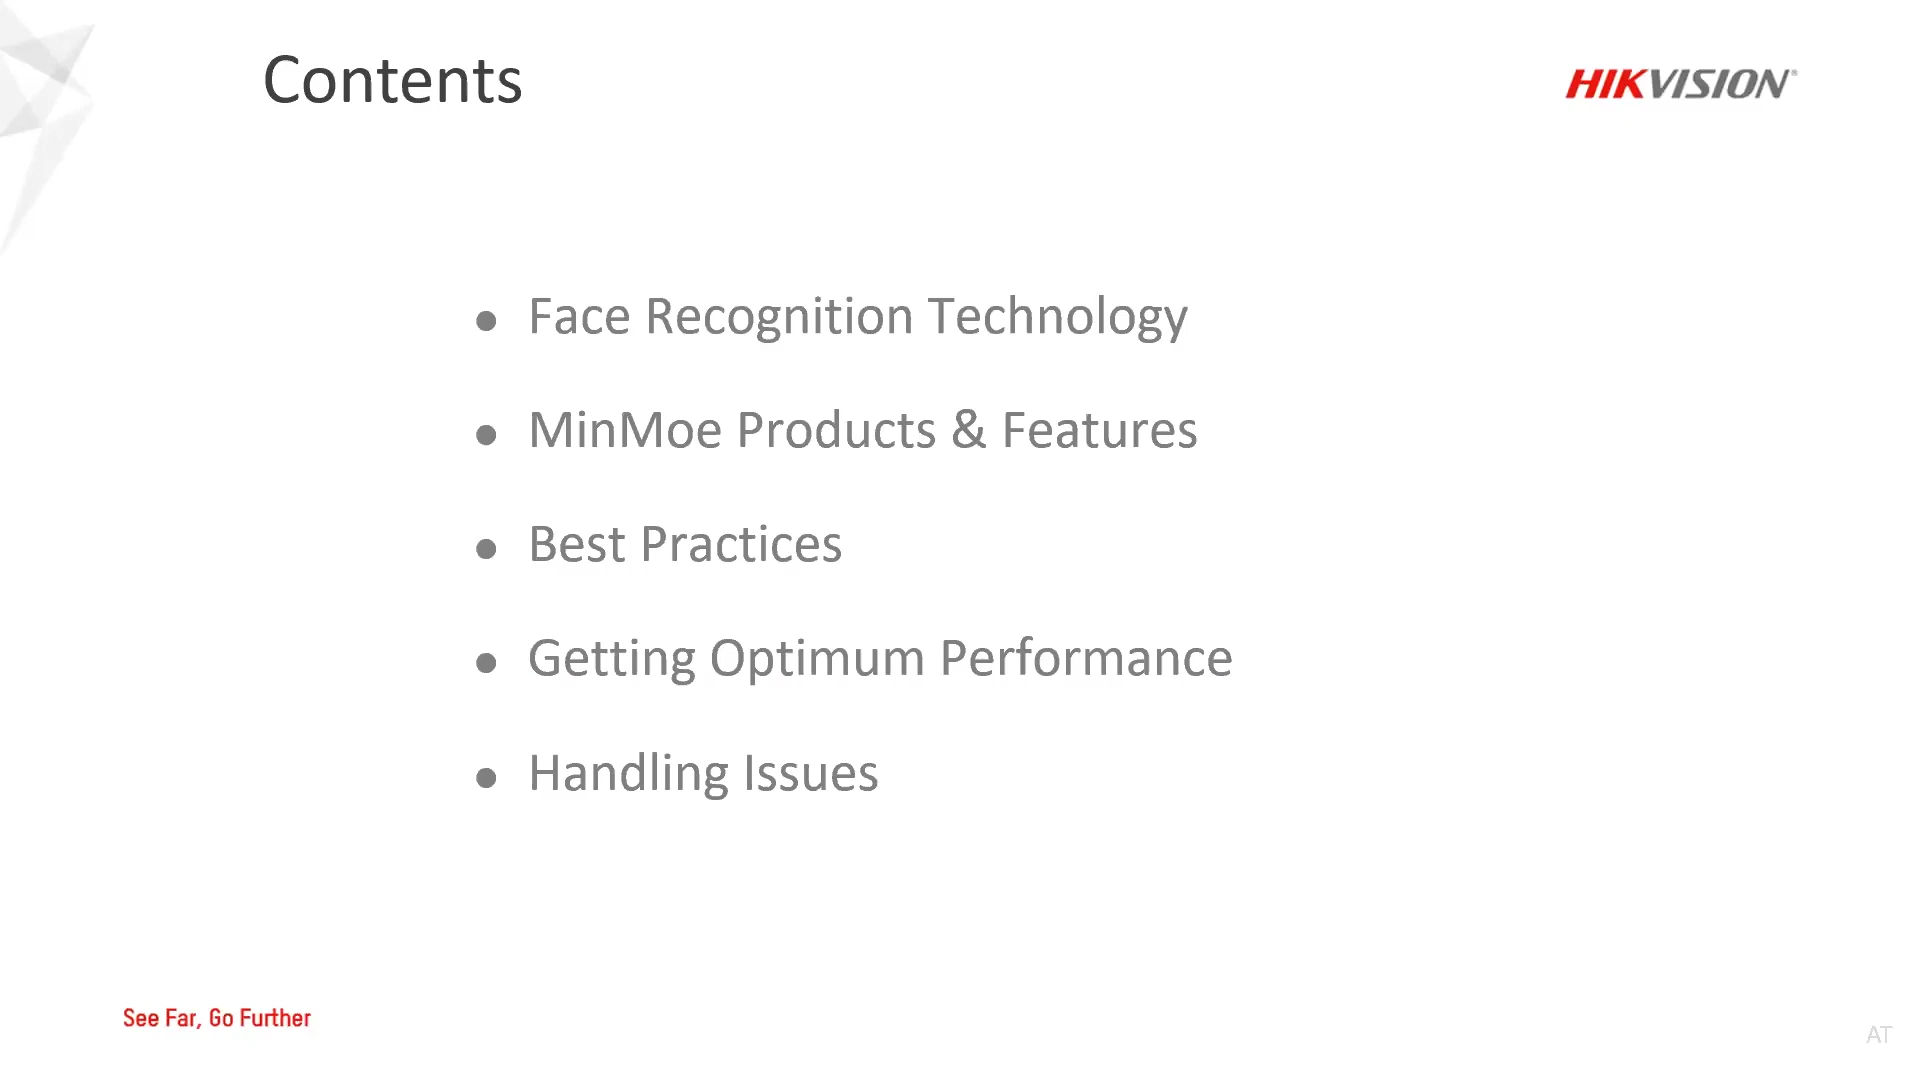 Contents
HIKVISION®
● Face Recognition Technology
● MinMoe Products & Features
● Best Practices
● Getting Optimum Performance
● Handling Issues
See Far, Go Further
AT